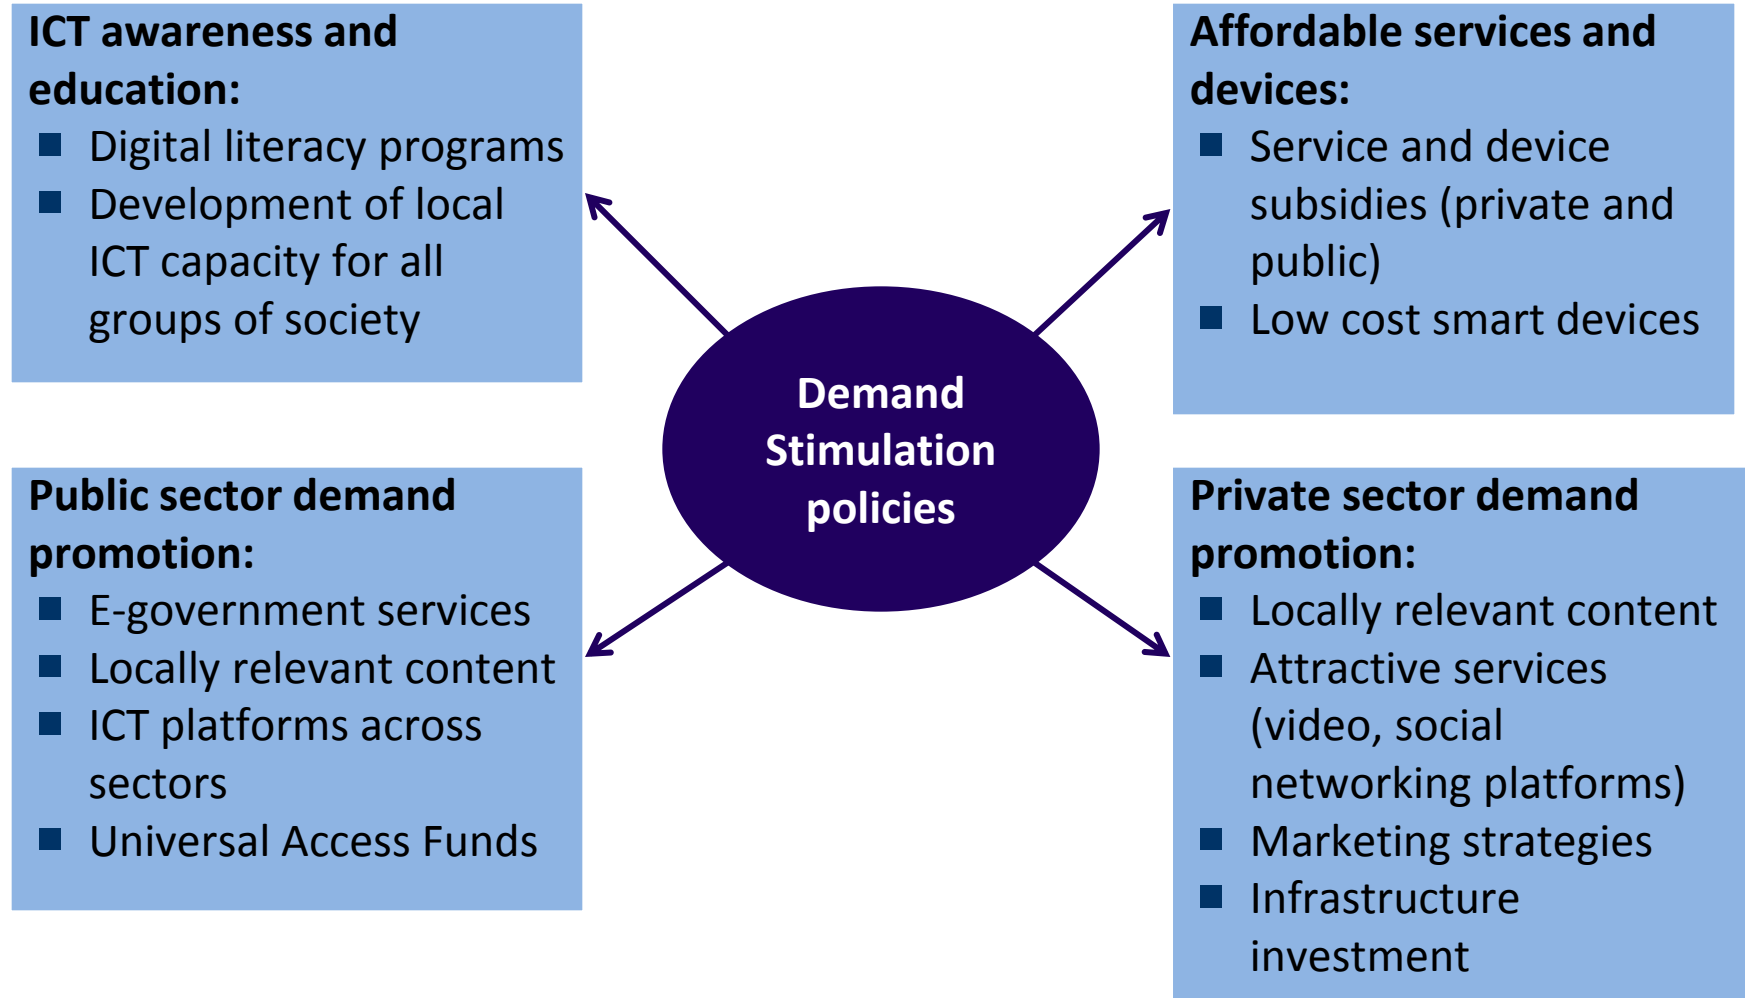 ICT awareness and
education:
Digital literacy programs
Development of local
ICT capacity for all
groups of society
Affordable services and
devices:
Service and device
subsidies (private and
public)
Low cost smart devices
Demand
Stimulation
policies
Public sector demand
promotion:
E-government services
Locally relevant content
ICT platforms across
sectors
Universal Access Funds
Private sector demand
promotion:
Locally relevant content
Attractive services
(video, social
networking platforms)
Marketing strategies
Infrastructure
investment